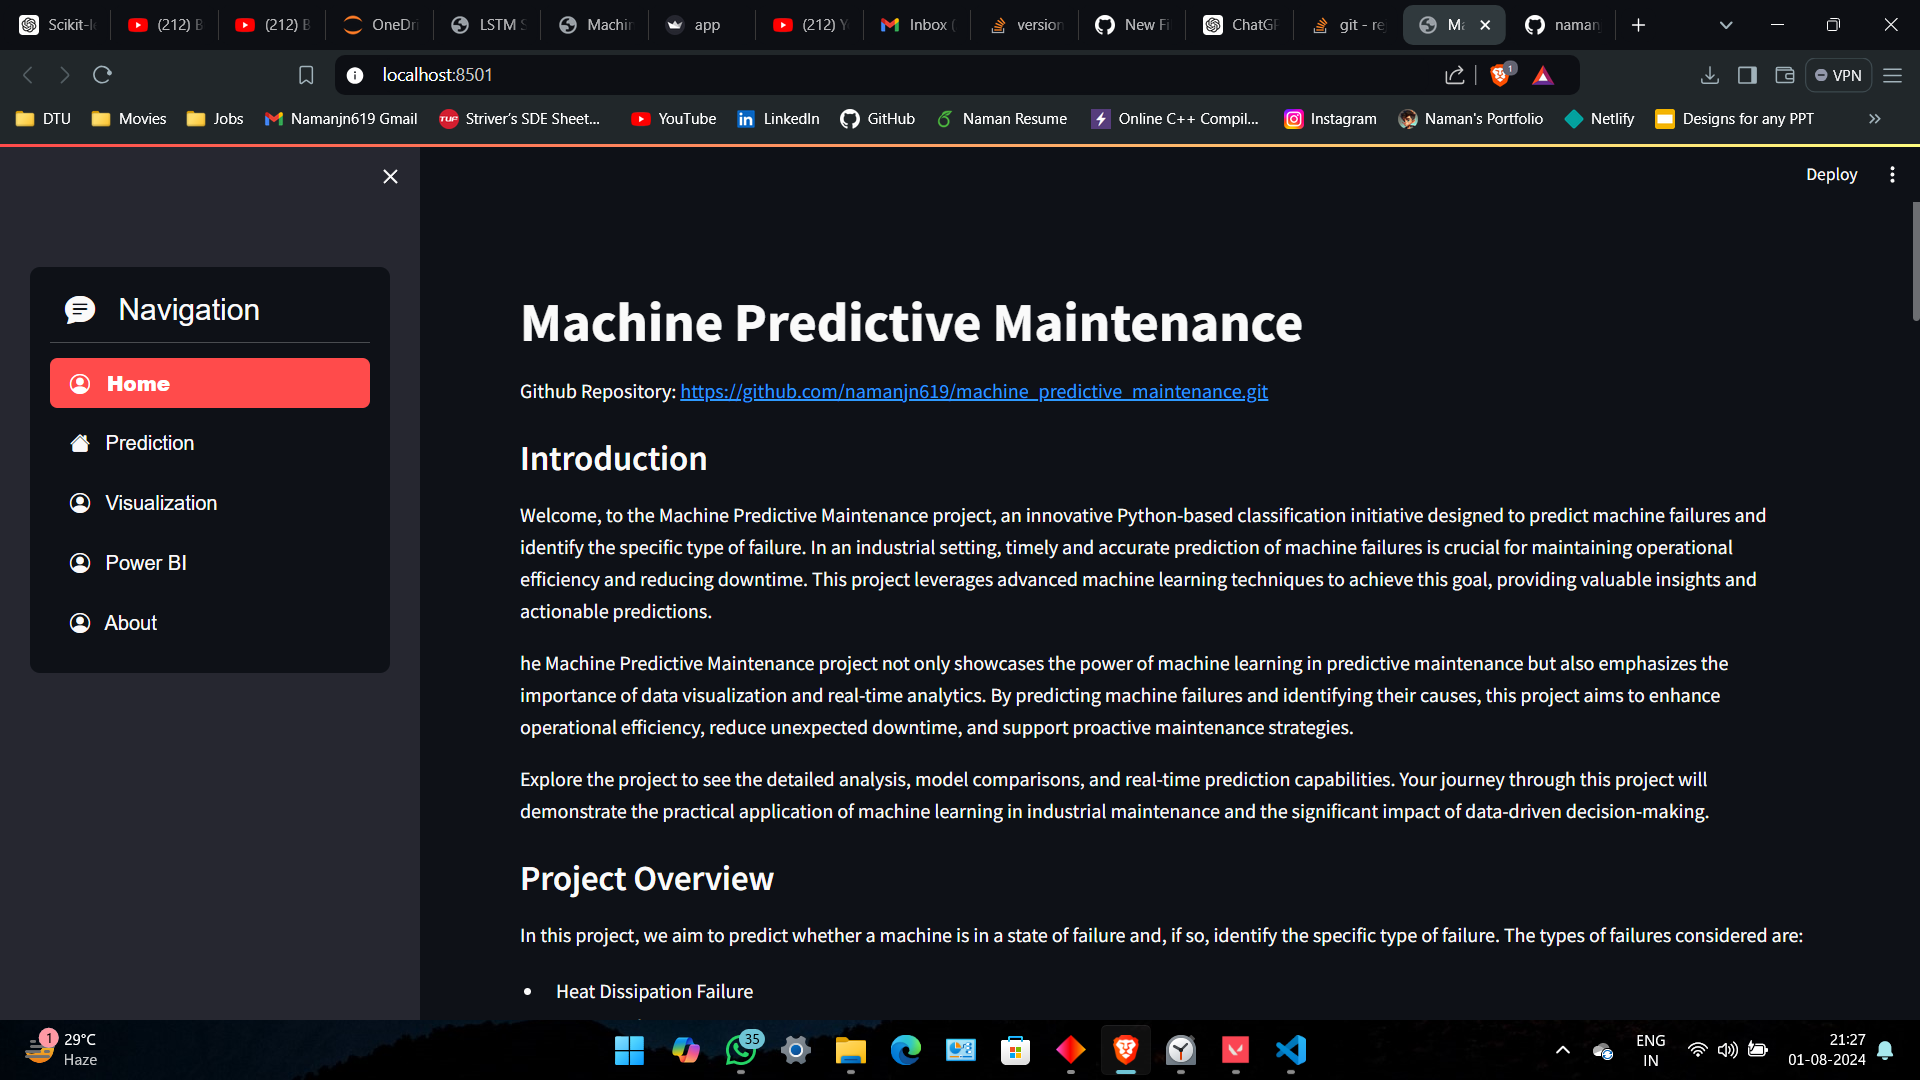 Scikit-l
(212) B
(212) B
OneDri
LSTM S
Machin
app
(212) Y
Inbox (
version
New Fi
ChatGP
git - re
Ma
naman
localhost:8501
1
VPN
DTU
Movies
Jobs
Namanjn619 Gmail
TUF
Striver's SDE Sheet...
YouTube
LinkedIn
GitHub
Naman Resume
Online C++ Compil...
Instagram
Naman's Portfolio
Netlify
Designs for any PPT
Deploy
Navigation
Home
Prediction
Visualization
Power BI
About
Machine Predictive Maintenance
Github Repository: https://github.com/namanjn619/machine_predictive_maintenance.git
Introduction
Welcome, to the Machine Predictive Maintenance project, an innovative Python-based classification initiative designed to predict machine failures and
identify the specific type of failure. In an industrial setting, timely and accurate prediction of machine failures is crucial for maintaining operational
efficiency and reducing downtime. This project leverages advanced machine learning techniques to achieve this goal, providing valuable insights and
actionable predictions.
he Machine Predictive Maintenance project not only showcases the power of machine learning in predictive maintenance but also emphasizes the
importance of data visualization and real-time analytics. By predicting machine failures and identifying their causes, this project aims to enhance
operational efficiency, reduce unexpected downtime, and support proactive maintenance strategies.
Explore the project to see the detailed analysis, model comparisons, and real-time prediction capabilities. Your journey through this project will
demonstrate the practical application of machine learning in industrial maintenance and the significant impact of data-driven decision-making.
Project Overview
In this project, we aim to predict whether a machine is in a state of failure and, if so, identify the specific type of failure. The types of failures considered are:
• Heat Dissipation Failure
1
29°C
Haze
35
ENG
IN
21:27
01-08-2024